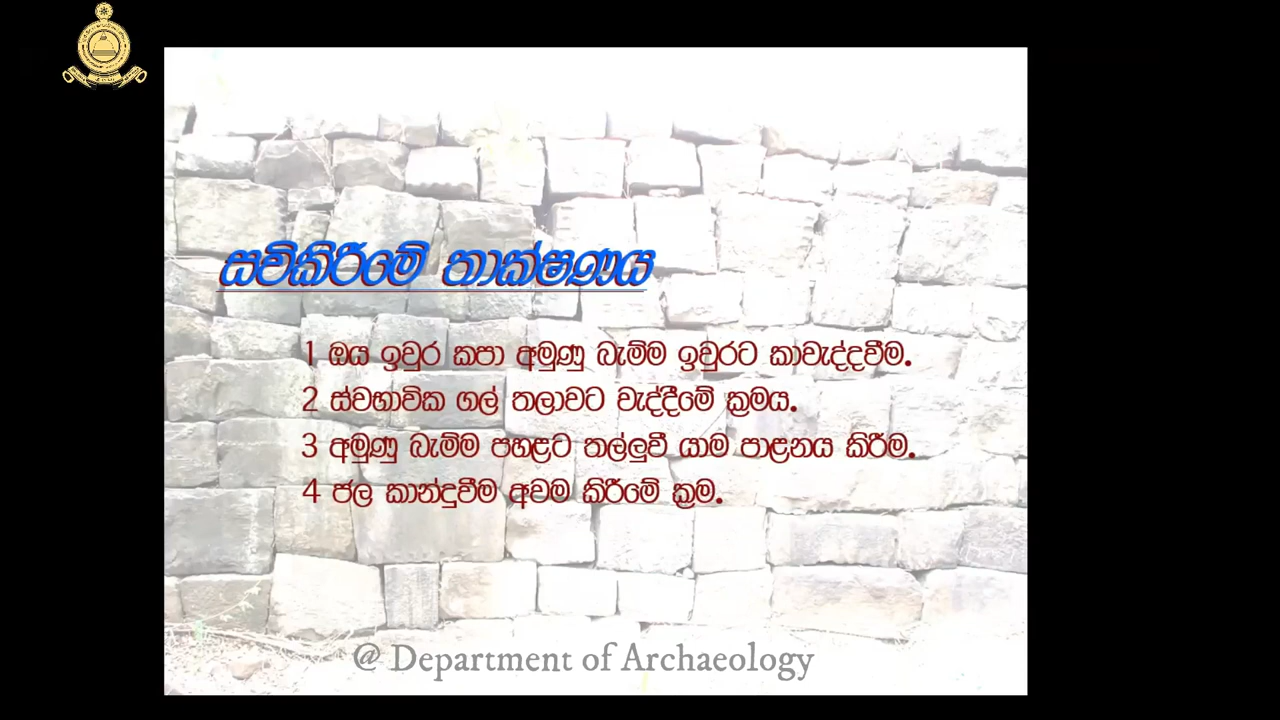 සවිකිරීමේ තාක්ෂණය
1 ඔය ඉවුර කපා අමුණු බැම්ම ඉවුරට කාවැද්දවීම.
2 ස්වභාවික ගල් තලාවට වැද්දීමේ ක්‍රමය.
3 අමුණු බැම්ම පහළට තල්ලුවී යාම පාළනය කිරීම.
4 ජල කාන්දුවීම අවම කිරීමේ ක්‍රම.
@ Department of Archaeology